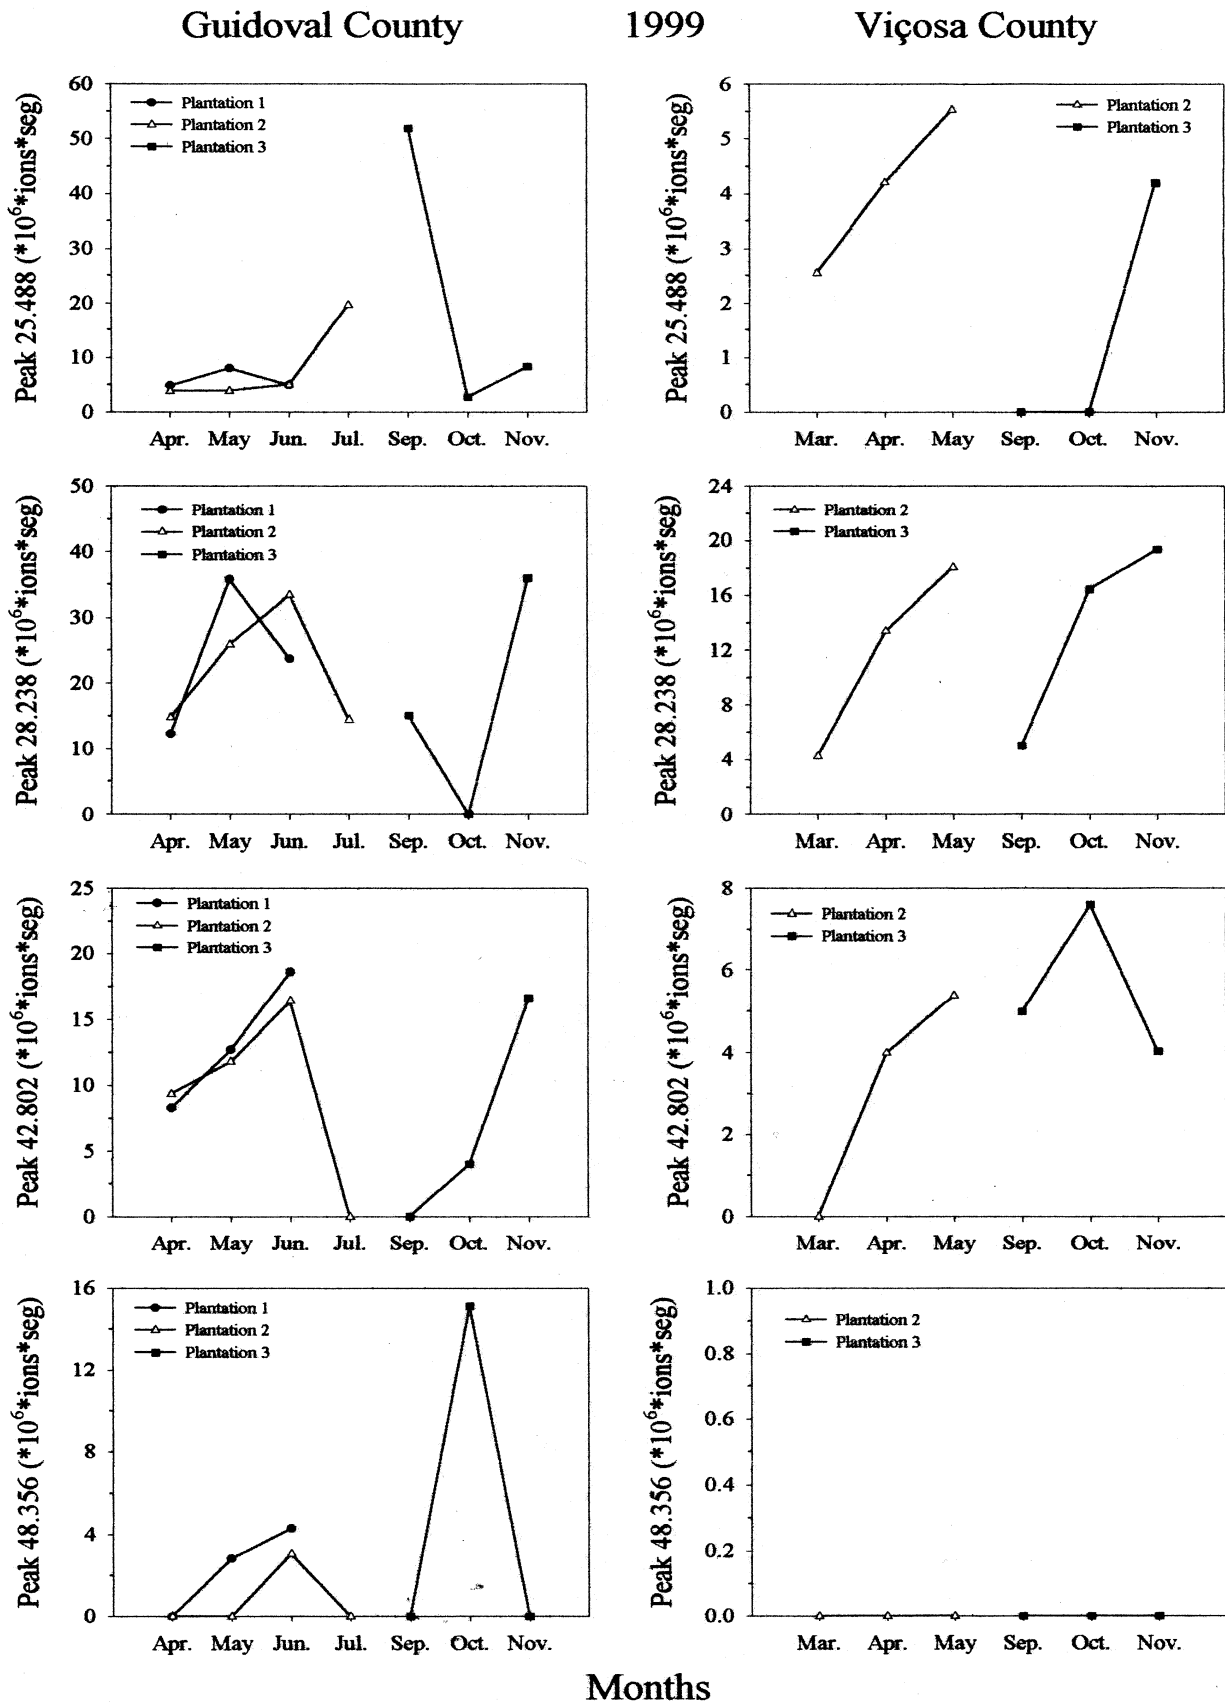 Guidoval County 1999 Viçosa County
Peak 25.488 (*10⁶*ions*seg)
60
50
40
30
20
10
0
Plantation 1
Plantation 2
Plantation 3
Apr. May Jun. Jul. Sep. Oct. Nov.
Peak 25.488 (*10⁶*ions*seg)
6
5
4
3
2
1
0
Plantation 2
Plantation 3
Mar. Apr. May Sep. Oct. Nov.
Peak 28.238 (*10⁶*ions*seg)
50
40
30
20
10
0
Plantation 1
Plantation 2
Plantation 3
Apr. May Jun. Jul. Sep. Oct. Nov.
Peak 28.238 (*10⁶*ions*seg)
24
20
16
12
8
4
0
Plantation 2
Plantation 3
Mar. Apr. May Sep. Oct. Nov.
Peak 42.802 (*10⁶*ions*seg)
25
20
15
10
5
0
Plantation 1
Plantation 2
Plantation 3
Apr. May Jun. Jul. Sep. Oct. Nov.
Peak 42.802 (*10⁶*ions*seg)
8
6
4
2
0
Plantation 2
Plantation 3
Mar. Apr. May Sep. Oct. Nov.
Peak 48.356 (*10⁶*ions*seg)
16
12
8
4
0
Plantation 1
Plantation 2
Plantation 3
Apr. May Jun. Jul. Sep. Oct. Nov.
Peak 48.356 (*10⁶*ions*seg)
1.0
0.8
0.6
0.4
0.2
0.0
Plantation 2
Plantation 3
Mar. Apr. May Sep. Oct. Nov.
Months